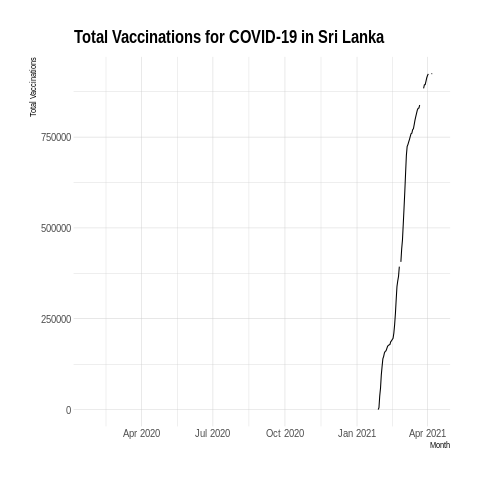 Total Vaccinations for COVID-19 in Sri Lanka
Total Vaccinations
750000
500000
250000
0
Apr 2020 Jul 2020 Oct 2020 Jan 2021 Apr 2021
Month